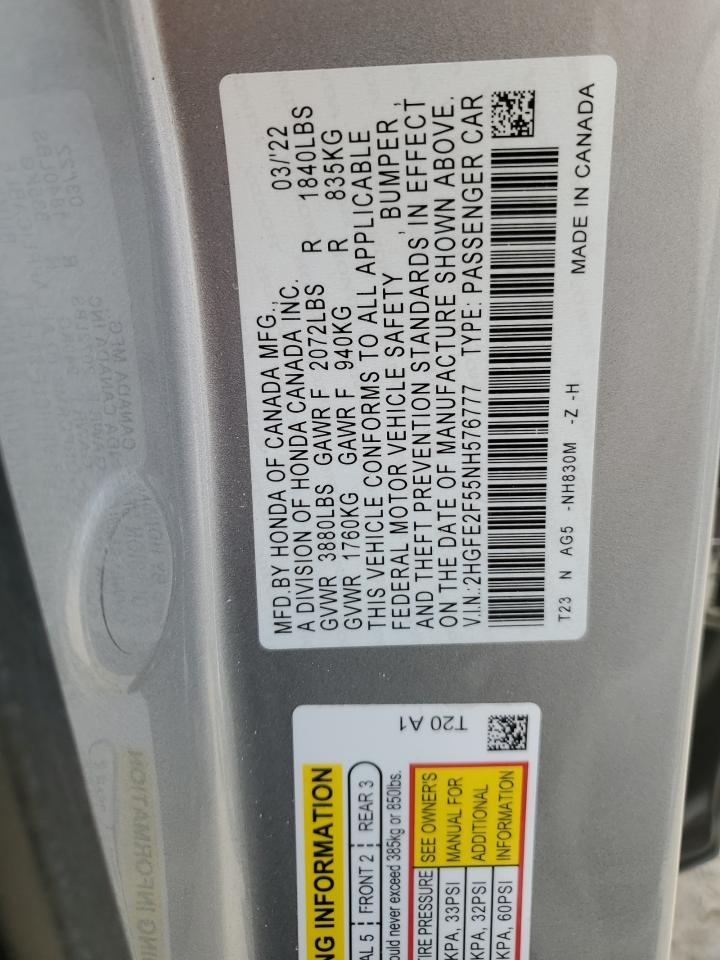 MFD.BY HONDA OF CANADA MFG., 03/'22
A DIVISION OF HONDA CANADA INC.
GVWR 3880LBS GAWR F 2072LBS R 1840LBS
GVWR 1760KG GAWR F 940KG R 835KG
THIS VEHICLE CONFORMS TO ALL APPLICABLE
FEDERAL MOTOR VEHICLE SAFETY , BUMPER ,
AND THEFT PREVENTION STANDARDS IN EFFECT
ON THE DATE OF MANUFACTURE SHOWN ABOVE.
V.I.N.:2HGFE2F55NH576777 TYPE: PASSENGER CAR
T23 N AG5 -NH830M -Z -H
MADE IN CANADA
T20 A1
INFORMATION
5 FRONT 2 REAR 3
never exceed 385kg or 850lbs.
TIRE PRESSURE SEE OWNER'S
KPA, 33PSI MANUAL FOR
KPA, 32PSI ADDITIONAL
KPA, 60PSI INFORMATION